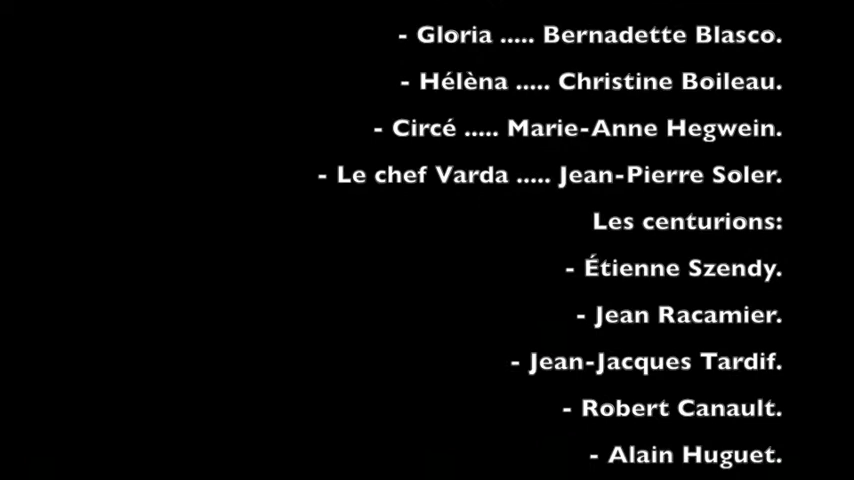 - Gloria ..... Bernadette Blasco.
- Hélèna ..... Christine Boileau.
- Circé ..... Marie-Anne Hegwein.
- Le chef Varda ..... Jean-Pierre Soler.
Les centurions:
- Étienne Szendy.
- Jean Racamier.
- Jean-Jacques Tardif.
- Robert Canault.
- Alain Huguet.